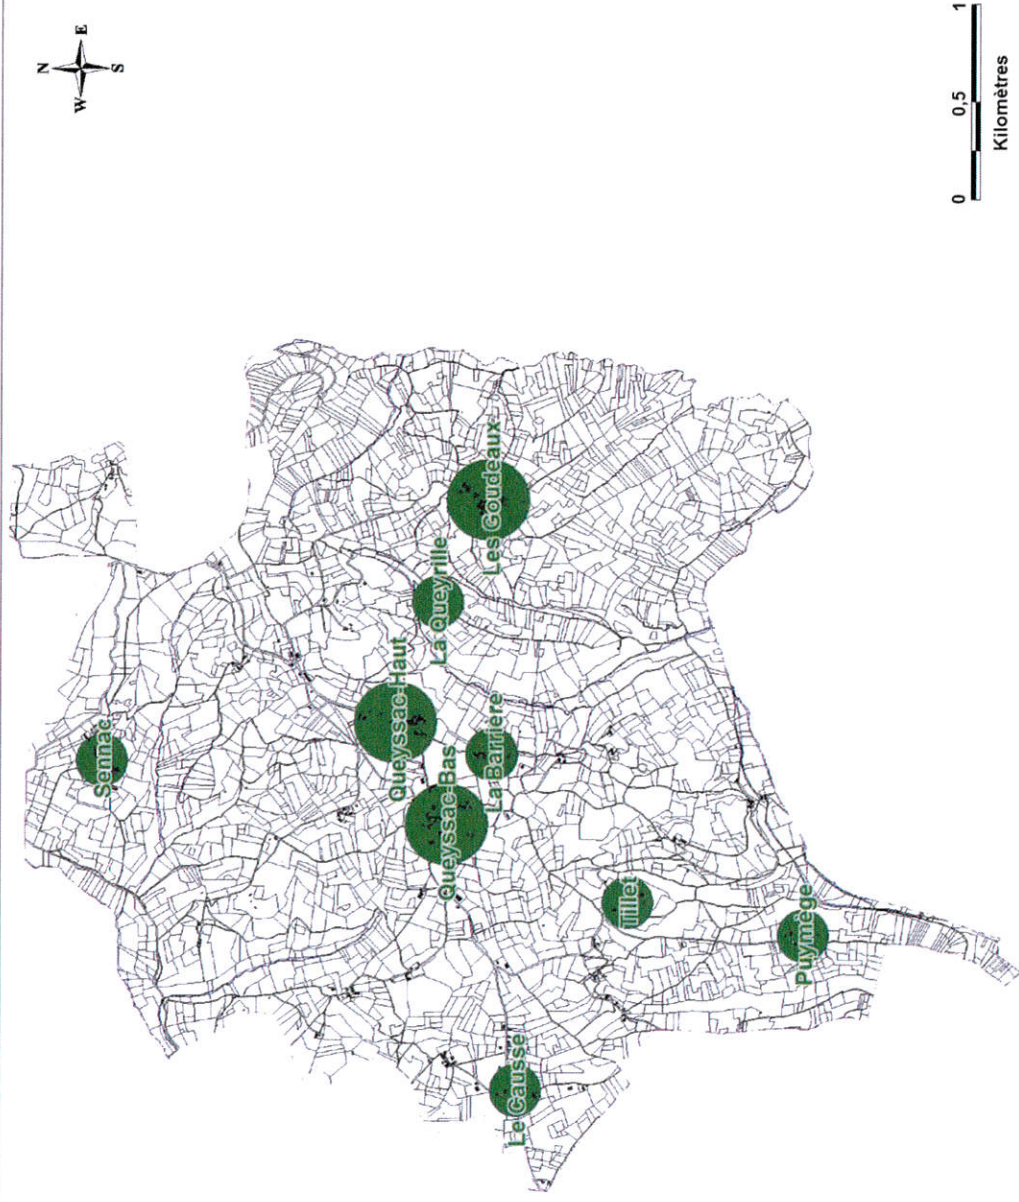 N
W
E
S
Sennac
Queyssac-Haut
La Queyrille
Queyssac-Bas
Les Goudeaux
La Barrière
Le Causse
Tillet
Puymège
0
0,5
1
Kilomètres